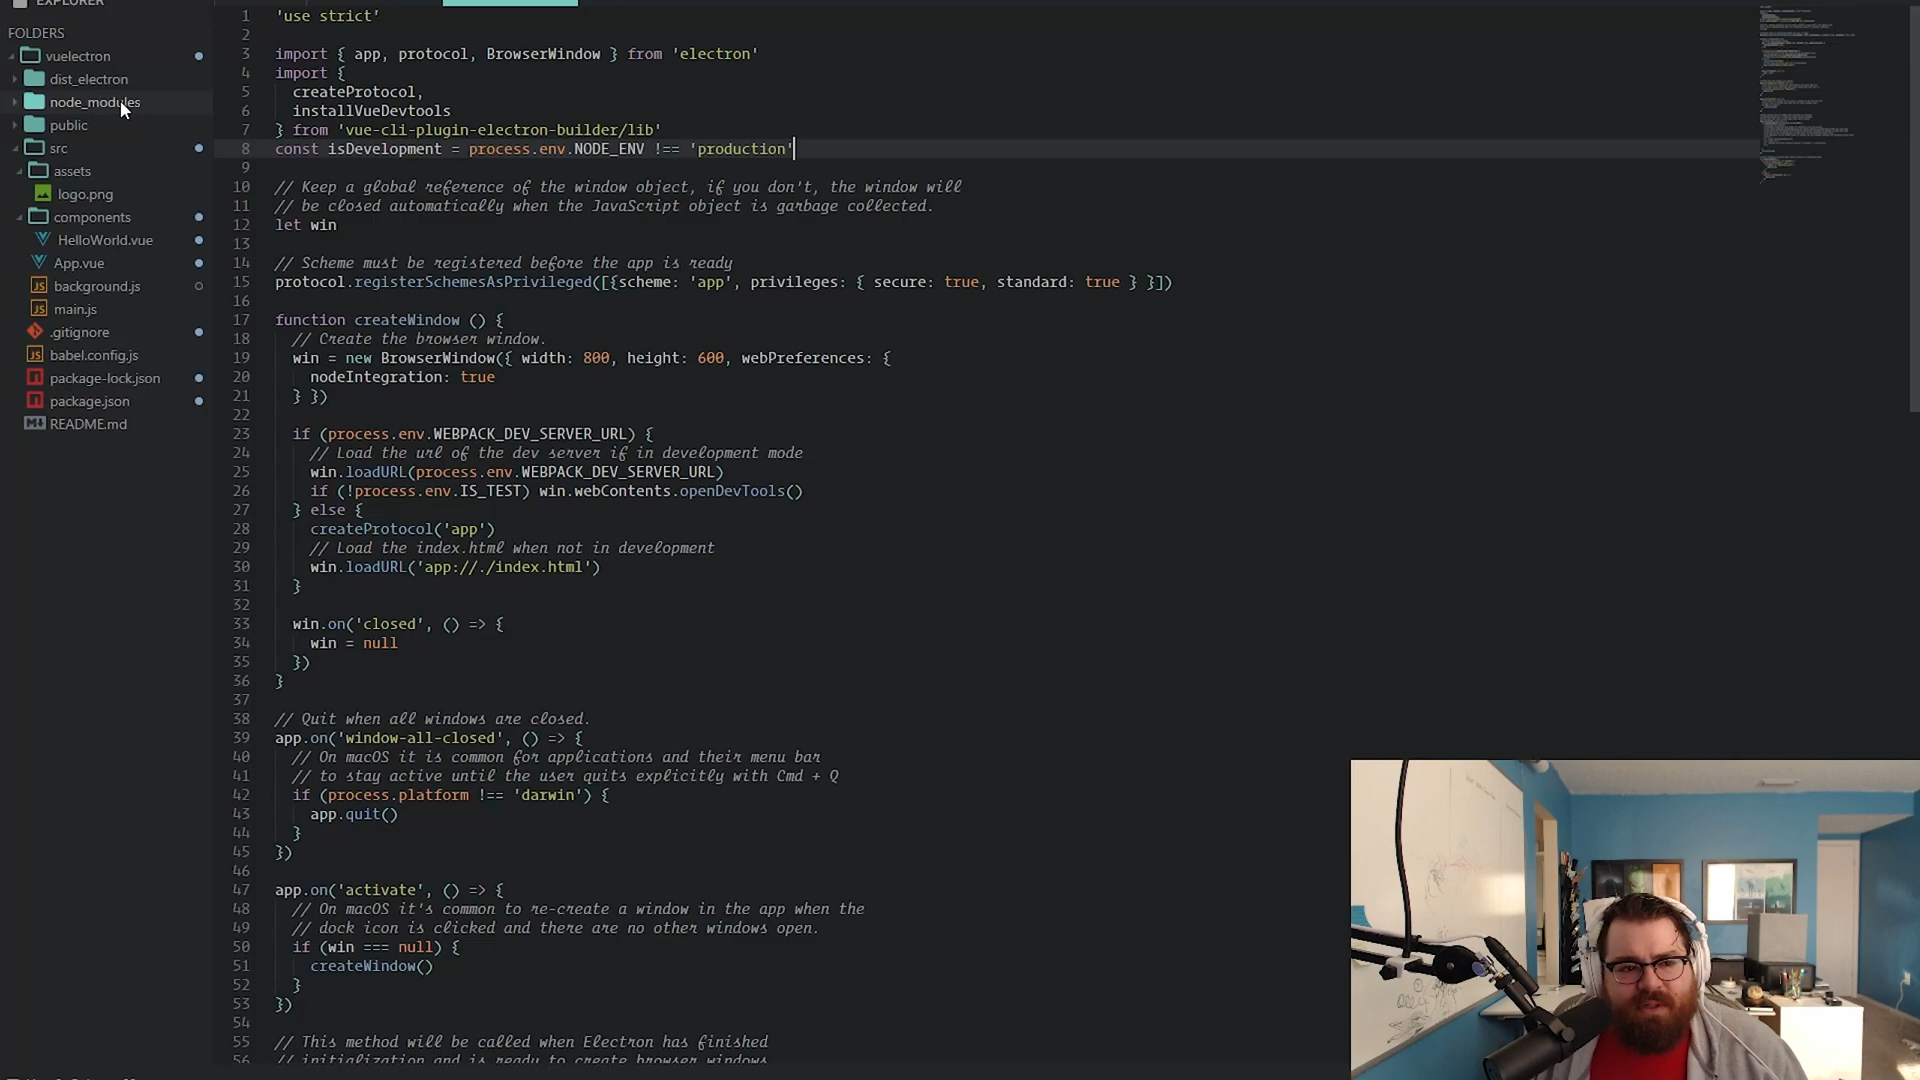 EXPLORER
FOLDERS
vuelectron
dist_electron
node_modules
public
src
assets
logo.png
components
HelloWorld.vue
App.vue
background.js
main.js
.gitignore
babel.config.js
package-lock.json
package.json
README.md
1 'use strict'
2
3 import { app, protocol, BrowserWindow } from 'electron'
4 import {
5 createProtocol,
6 installVueDevtools
7 } from 'vue-cli-plugin-electron-builder/lib'
8 const isDevelopment = process.env.NODE_ENV !== 'production'
9
10 // Keep a global reference of the window object, if you don't, the window will
11 // be closed automatically when the JavaScript object is garbage collected.
12 let win
13
14 // Scheme must be registered before the app is ready
15 protocol.registerSchemesAsPrivileged([{scheme: 'app', privileges: { secure: true, standard: true } }])
16
17 function createWindow () {
18 // Create the browser window.
19 win = new BrowserWindow({ width: 800, height: 600, webPreferences: {
20 nodeIntegration: true
21 } })
22
23 if (process.env.WEBPACK_DEV_SERVER_URL) {
24 // Load the url of the dev server if in development mode
25 win.loadURL(process.env.WEBPACK_DEV_SERVER_URL)
26 if (!process.env.IS_TEST) win.webContents.openDevTools()
27 } else {
28 createProtocol('app')
29 // Load the index.html when not in development
30 win.loadURL('app://./index.html')
31 }
32
33 win.on('closed', () => {
34 win = null
35 })
36 }
37
38 // Quit when all windows are closed.
39 app.on('window-all-closed', () => {
40 // On macOS it is common for applications and their menu bar
41 // to stay active until the user quits explicitly with Cmd + Q
42 if (process.platform !== 'darwin') {
43 app.quit()
44 }
45 })
46
47 app.on('activate', () => {
48 // On macOS it's common to re-create a window in the app when the
49 // dock icon is clicked and there are no other windows open.
50 if (win === null) {
51 createWindow()
52 }
53 })
54
55 // This method will be called when Electron has finished
56 // initialization and is ready to create browser windows